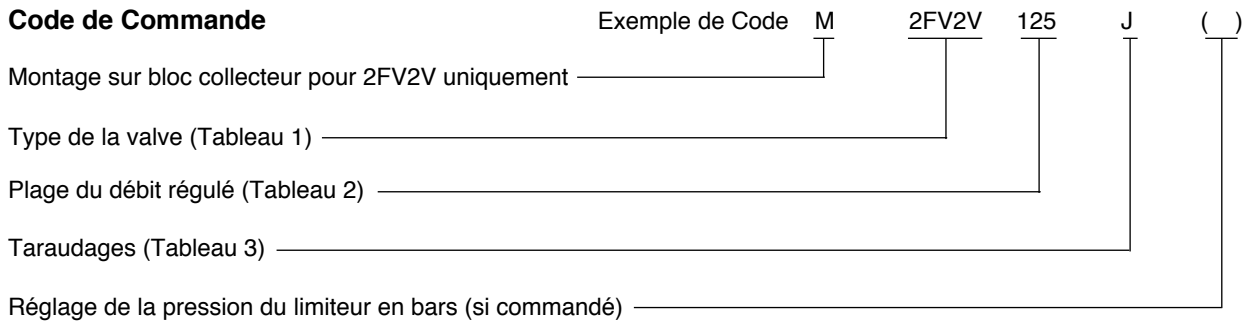 Code de Commande Exemple de Code M 2FV2V 125 J ( )
Montage sur bloc collecteur pour 2FV2V uniquement
Type de la valve (Tableau 1)
Plage du débit régulé (Tableau 2)
Taraudages (Tableau 3)
Réglage de la pression du limiteur en bars (si commandé)